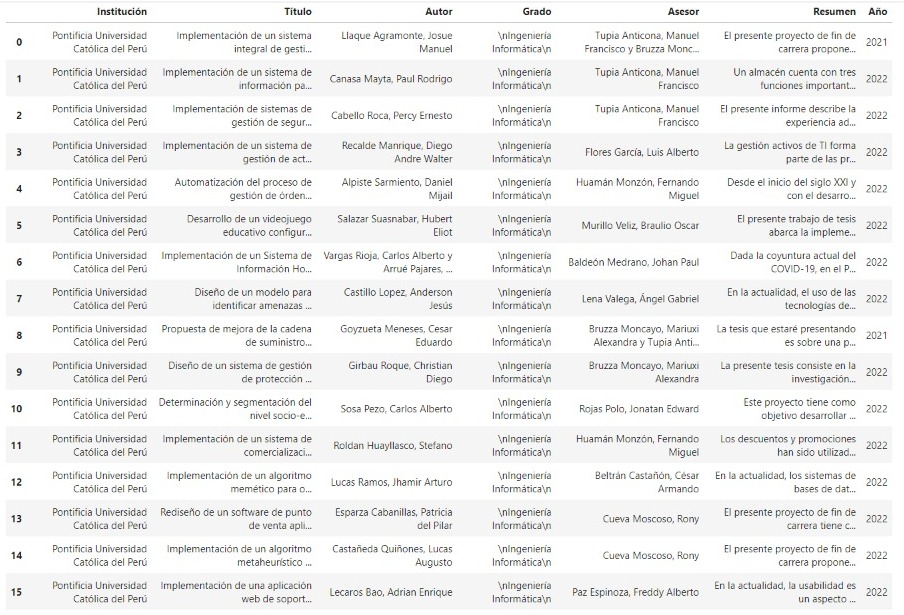 Institución Título Autor Grado Asesor Resumen Año
0 Pontificia Universidad Implementación de un sistema Llaque Agramonte, Josue \nIngeniería Tupia Anticona, Manuel El presente proyecto de fin de 2021
Católica del Perú integral de gesti... Manuel Informática\n Francisco y Bruzza Monc... carrera propone...
1 Pontificia Universidad Implementación de un sistema de Canasa Mayta, Paul Rodrigo \nIngeniería Tupia Anticona, Manuel Un almacén cuenta con tres 2022
Católica del Perú información pa... Informática\n Francisco funciones important...
2 Pontificia Universidad Implementación de sistemas de Cabello Roca, Percy Ernesto \nIngeniería Tupia Anticona, Manuel El presente informe describe la 2022
Católica del Perú gestión de segur... Informática\n Francisco experiencia ad...
3 Pontificia Universidad Implementación de un sistema de Recalde Manrique, Diego \nIngeniería Flores García, Luis Alberto La gestión activos de TI forma 2022
Católica del Perú gestión de act... Andre Walter Informática\n parte de las pr...
4 Pontificia Universidad Automatización del proceso de Alpiste Sarmiento, Daniel \nIngeniería Huamán Monzón, Fernando Desde el inicio del siglo XXI y 2022
Católica del Perú gestión de órden... Mijail Informática\n Miguel con el desarro...
5 Pontificia Universidad Desarrollo de un videojuego Salazar Suasnabar, Hubert \nIngeniería Murillo Veliz, Braulio Oscar El presente trabajo de tesis 2022
Católica del Perú educativo configur... Eliot Informática\n abarca la impleme...
6 Pontificia Universidad Implementación de un Sistema de Vargas Rioja, Carlos Alberto y \nIngeniería Baldeón Medrano, Johan Paul Dada la coyuntura actual del 2022
Católica del Perú Información Ho... Arrué Pajares, ... Informática\n COVID-19, en el P...
7 Pontificia Universidad Diseño de un modelo para Castillo Lopez, Anderson \nIngeniería Lena Valega, Ángel Gabriel En la actualidad, el uso de las 2022
Católica del Perú identificar amenazas ... Jesús Informática\n tecnologías de...
8 Pontificia Universidad Propuesta de mejora de la cadena Goyzueta Meneses, Cesar \nIngeniería Bruzza Moncayo, Mariuxi La tesis que estaré presentando 2021
Católica del Perú de suministro... Eduardo Informática\n Alexandra y Tupia Anti... es sobre una p...
9 Pontificia Universidad Diseño de un sistema de gestión Girbau Roque, Christian \nIngeniería Bruzza Moncayo, Mariuxi La presente tesis consiste en la 2022
Católica del Perú de protección ... Diego Informática\n Alexandra investigación...
10 Pontificia Universidad Determinación y segmentación del Sosa Pezo, Carlos Alberto \nIngeniería Rojas Polo, Jonatan Edward Este proyecto tiene como 2022
Católica del Perú nivel socio-e... Informática\n objetivo desarrollar ...
11 Pontificia Universidad Implementación de un sistema de Roldan Huayllasco, Stefano \nIngeniería Huamán Monzón, Fernando Los descuentos y promociones 2022
Católica del Perú comercializaci... Informática\n Miguel han sido utilizad...
12 Pontificia Universidad Implementación de un algoritmo Lucas Ramos, Jhamir Arturo \nIngeniería Beltrán Castañón, César En la actualidad, los sistemas de 2022
Católica del Perú memético para o... Informática\n Armando bases de dat...
13 Pontificia Universidad Rediseño de un software de punto Esparza Cabanillas, Patricia \nIngeniería Cueva Moscoso, Rony El presente proyecto de fin de 2022
Católica del Perú de venta apli... del Pilar Informática\n carrera tiene c...
14 Pontificia Universidad Implementación de un algoritmo Castañeda Quiñones, Lucas \nIngeniería Cueva Moscoso, Rony El presente proyecto de fin de 2022
Católica del Perú metaheurístico ... Augusto Informática\n carrera propone...
15 Pontificia Universidad Implementación de una aplicación Lecaros Bao, Adrian Enrique \nIngeniería Paz Espinoza, Freddy Alberto En la actualidad, la usabilidad es 2022
Católica del Perú web de soport... Informática\n un aspecto ...